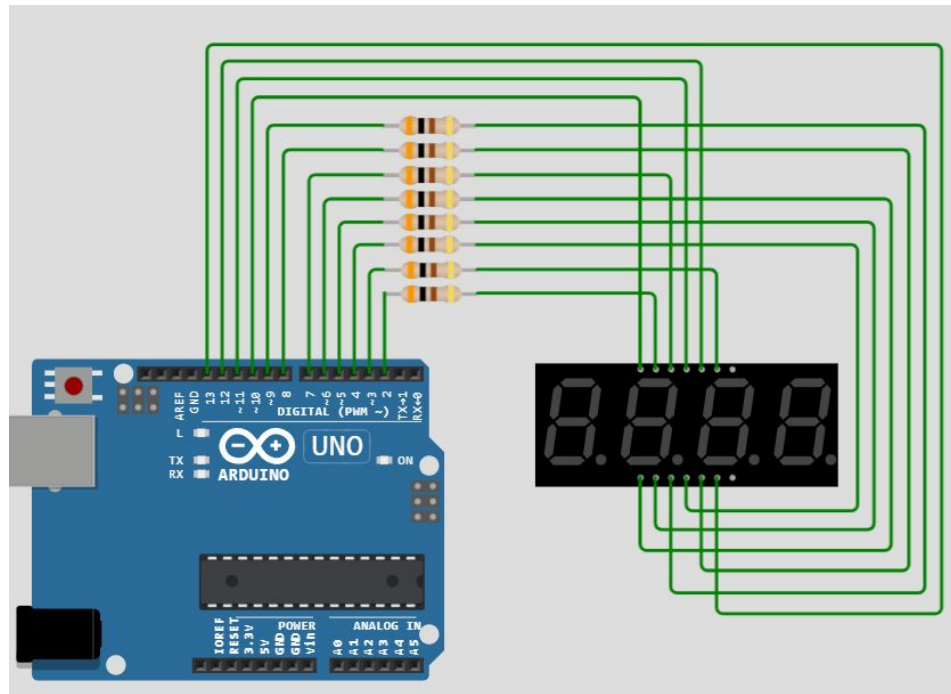 AREF
GND
13
12
~11
~10
~9
8
7
~6
~5
4
~3
2
TX→1
RX←0
DIGITAL (PWM ~)
L
UNO
TX
RX
ARDUINO
ON
POWER
ANALOG IN
IOREF
RESET
3.3V
5V
GND
GND
Vin
A0
A1
A2
A3
A4
A5